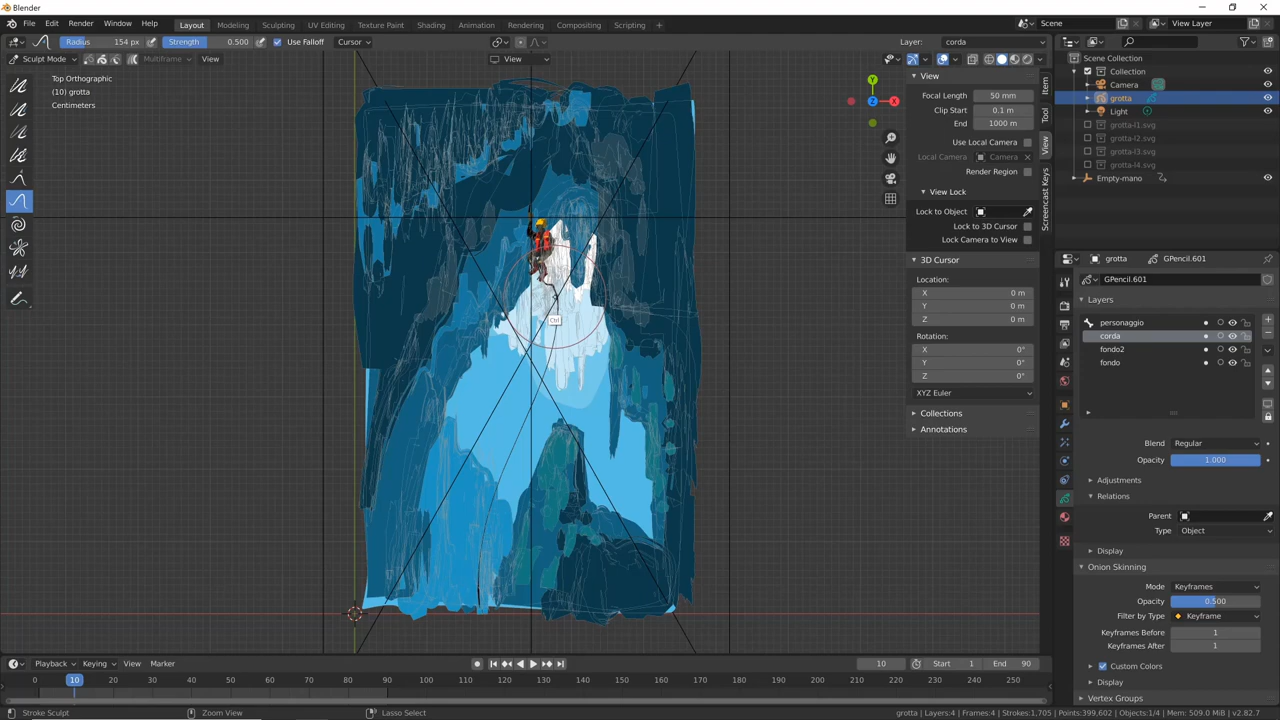 Blender
File Edit Render Window Help Layout Modeling Sculpting UV Editing Texture Paint Shading Animation Rendering Compositing Scripting + Scene View Layer
Radius 154 px Strength 0.500 Use Falloff Cursor Layer: corda
Sculpt Mode Multiframe View View
Top Orthographic
(10) grotta
Centimeters
Y
Z X
Ctrl
View
Focal Length 50 mm
Clip Start 0.1 m
End 1000 m
Use Local Camera
Local Camera Camera
Render Region
View Lock
Lock to Object
Lock to 3D Cursor
Lock Camera to View
3D Cursor
Location:
X 0 m
Y 0 m
Z 0 m
Rotation:
X 0°
Y 0°
Z 0°
XYZ Euler
Collections
Annotations
Item
Tool
View
Screencast Keys
Scene Collection
Collection
Camera
grotta
Light
grotta-l1.svg
grotta-l2.svg
grotta-l3.svg
grotta-l4.svg
Empty-mano
grotta GPencil.601
GPencil.601
Layers
personaggio
corda
fondo2
fondo
Blend Regular
Opacity 1.000
Adjustments
Relations
Parent
Type Object
Display
Onion Skinning
Mode Keyframes
Opacity 0.500
Filter by Type Keyframe
Keyframes Before 1
Keyframes After 1
Custom Colors
Display
Vertex Groups
Playback Keying View Marker 10 Start 1 End 90
0 10 20 30 40 50 60 70 80 90 100 110 120 130 140 150 160 170 180 190 200 210 220 230 240 250
Stroke Sculpt Zoom View Lasso Select grotta | Layers:4 | Frames:4 | Strokes:1,705 | Points:399,602 | Objects:1/4 | Mem: 509.0 MiB | v2.82.7